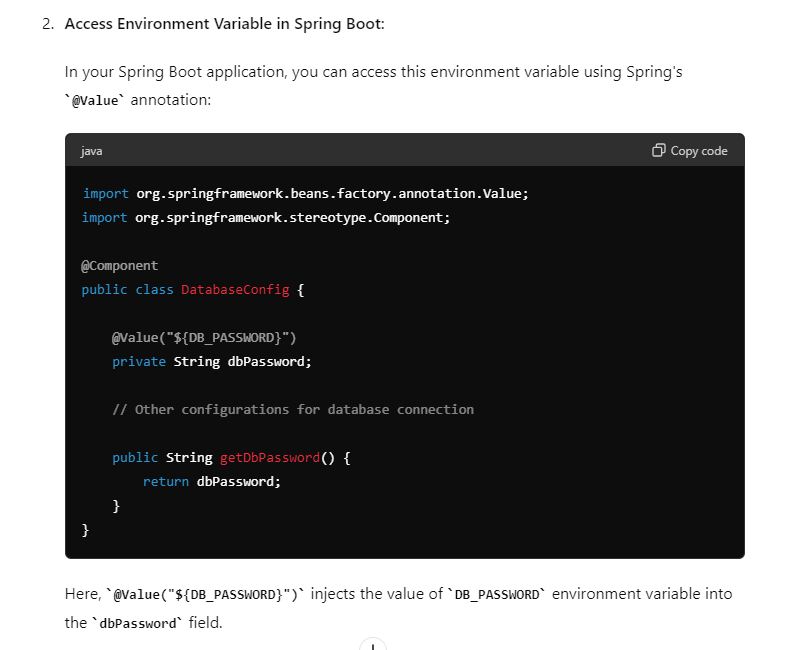 2. Access Environment Variable in Spring Boot:
In your Spring Boot application, you can access this environment variable using Spring's
`@Value` annotation:
java
Copy code
import org.springframework.beans.factory.annotation.Value;
import org.springframework.stereotype.Component;
@Component
public class DatabaseConfig {
@Value("${DB_PASSWORD}")
private String dbPassword;
// Other configurations for database connection
public String getDbPassword() {
return dbPassword;
}
}
Here, `@Value("${DB_PASSWORD}")` injects the value of `DB_PASSWORD` environment variable into
the `dbPassword` field.